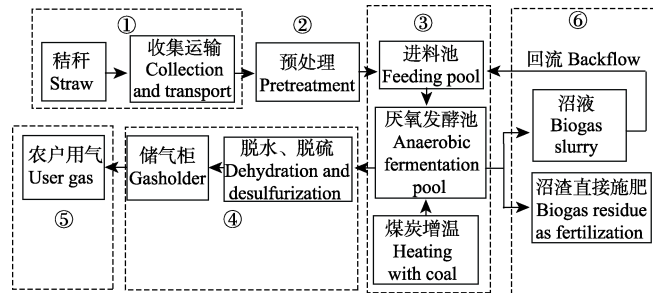 ①
秸秆
Straw
收集运输
Collection
and transport
②
预处理
Pretreatment
③
进料池
Feeding pool
厌氧发酵池
Anaerobic
fermentation
pool
煤炭增温
Heating
with coal
④
脱水、脱硫
Dehydration and
desulfurization
储气柜
Gasholder
⑤
农户用气
User gas
⑥
回流 Backflow
沼液
Biogas
slurry
沼渣直接施肥
Biogas residue
as fertilization